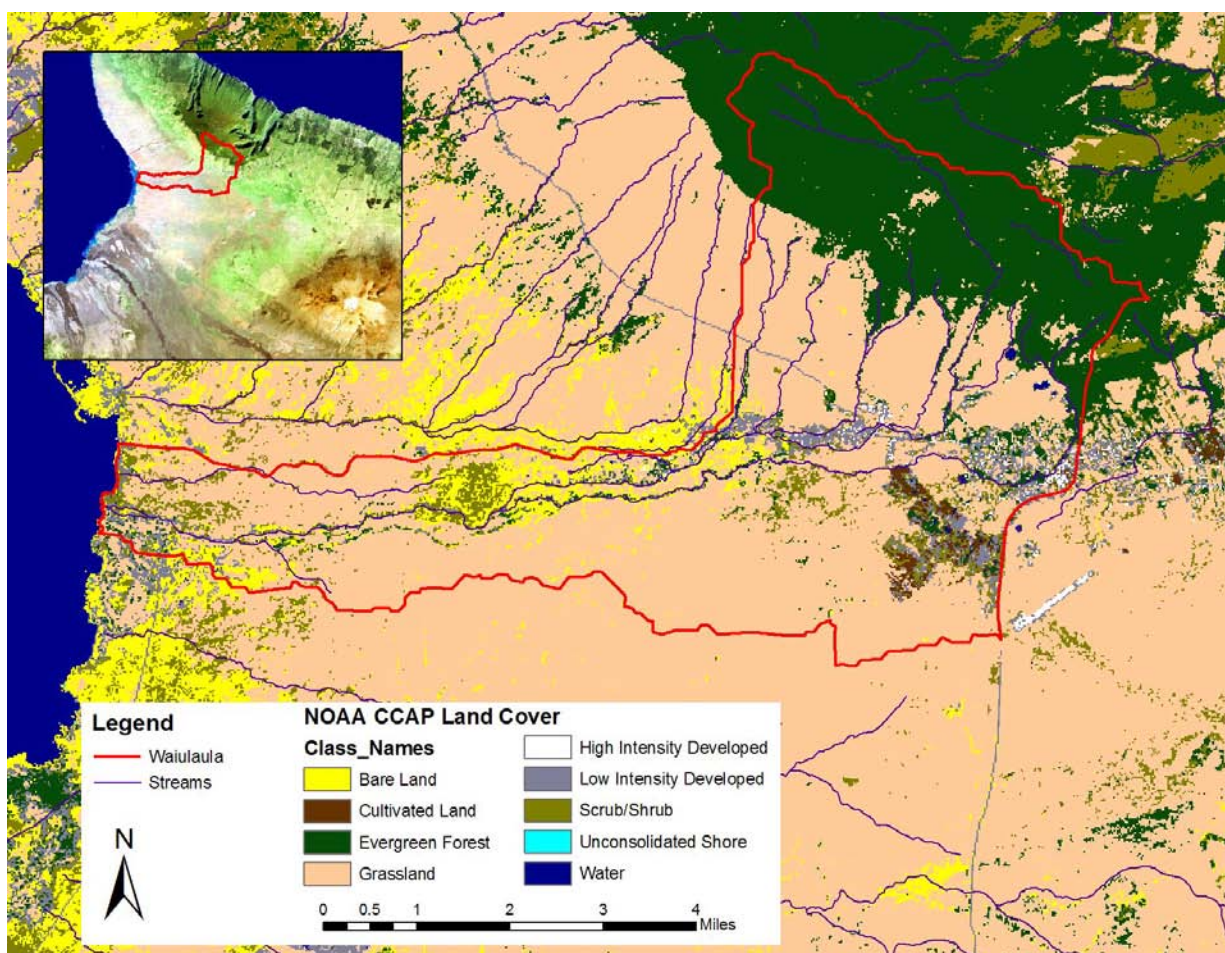 Legend
Waiulaula
Streams
N
NOAA CCAP Land Cover
Class_Names
Bare Land
Cultivated Land
Evergreen Forest
Grassland
High Intensity Developed
Low Intensity Developed
Scrub/Shrub
Unconsolidated Shore
Water
0 0.5 1 2 3 4
Miles